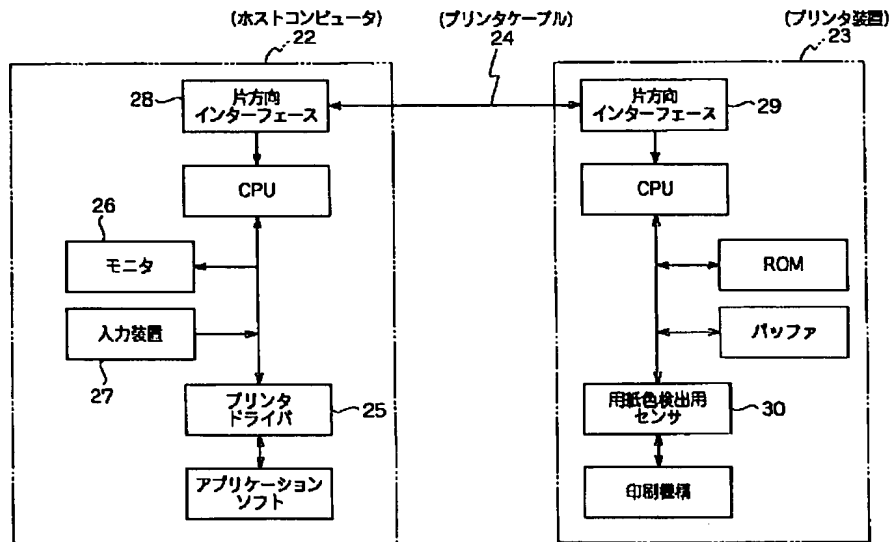 (ホストコンピュータ)
22
(プリンタケーブル)
24
(プリンタ装置)
23
28
片方向
インターフェース
片方向
インターフェース
29
CPU
CPU
26
モニタ
ROM
入力装置
27
バッファ
プリンタ
ドライバ
25
用紙色検出用
センサ
30
アプリケーション
ソフト
印刷機構